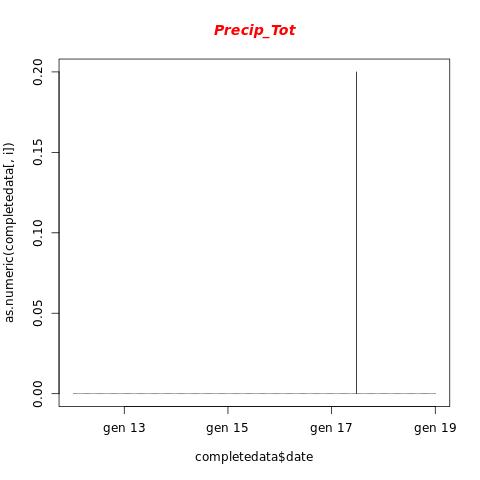 Precip_Tot
as.numeric(completedata[, i])
0.20
0.15
0.10
0.05
0.00
gen 13
gen 15
gen 17
gen 19
completedata$date